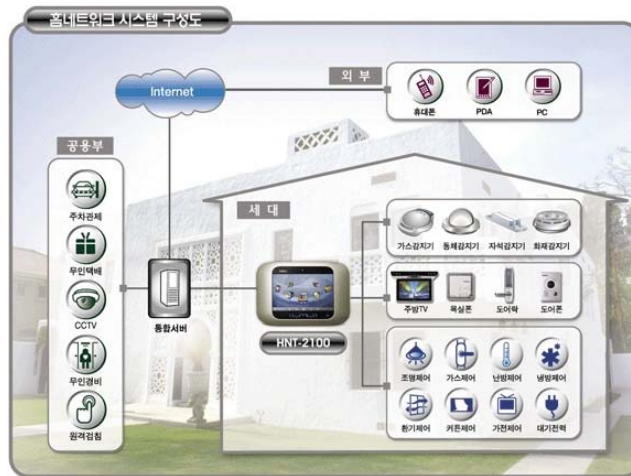 홈네트워크 시스템 구성도
Internet
외 부
휴대폰 PDA PC
공용부
주차관제
무인택배
CCTV
무인경비
원격검침
통합서버
세 대
HNT-2100
가스감지기 동체감지기 자석감지기 화재감지기
주방TV 욕실폰 도어락 도어폰
조명제어 가스제어 난방제어 냉방제어
환기제어 커튼제어 가전제어 대기전력